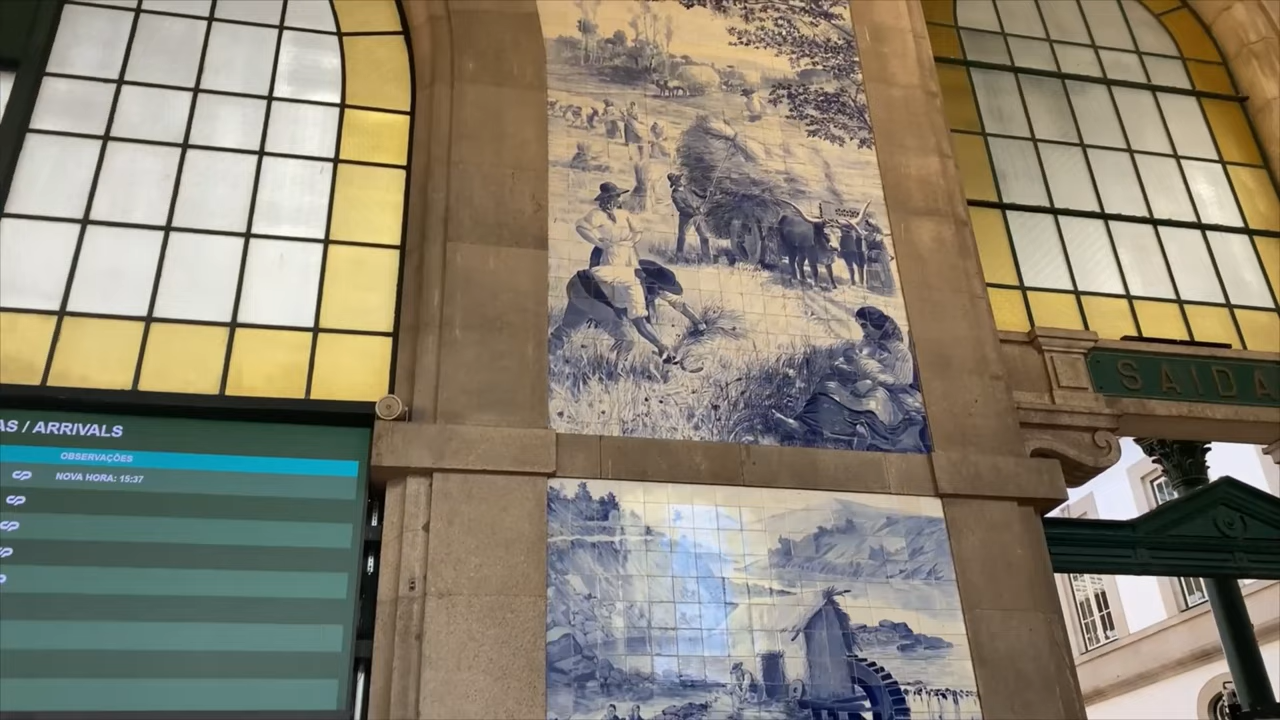 AS / ARRIVALS
OBSERVAÇÕES
NOVA HORA: 15:37
SAIDA